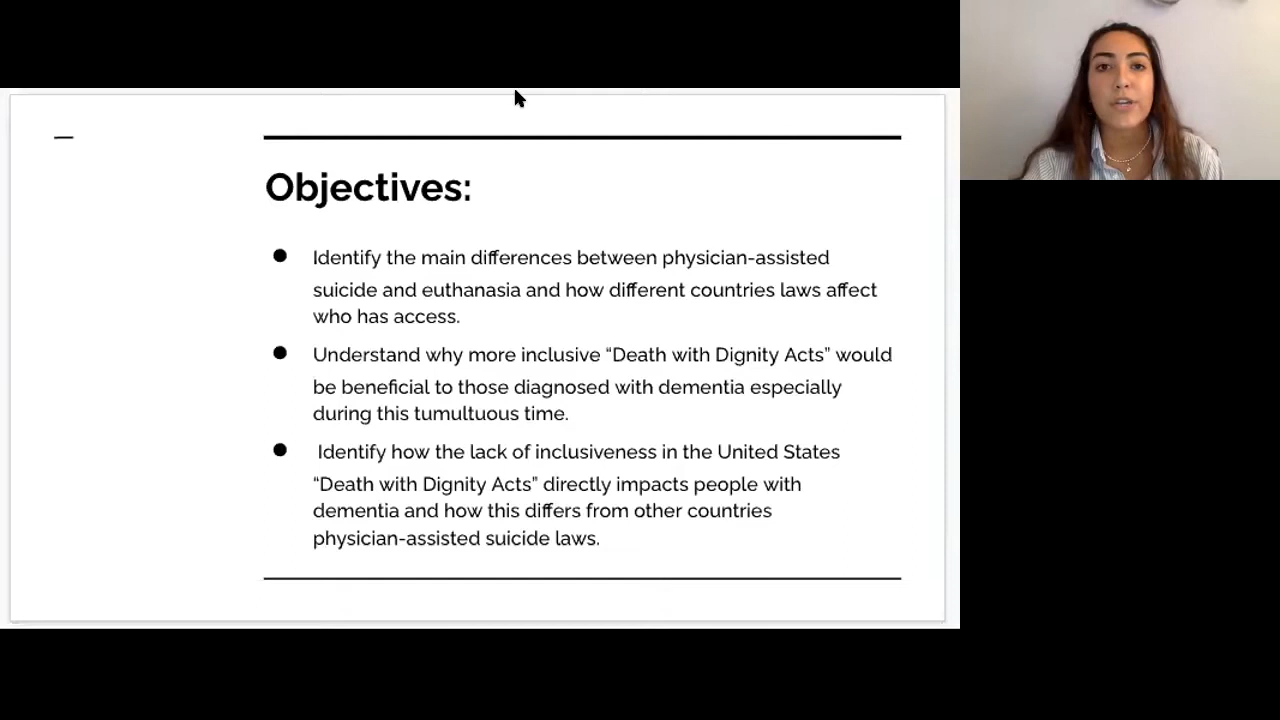 Objectives:
● Identify the main differences between physician-assisted
suicide and euthanasia and how different countries laws affect
who has access.
● Understand why more inclusive “Death with Dignity Acts” would
be beneficial to those diagnosed with dementia especially
during this tumultuous time.
● Identify how the lack of inclusiveness in the United States
“Death with Dignity Acts” directly impacts people with
dementia and how this differs from other countries
physician-assisted suicide laws.